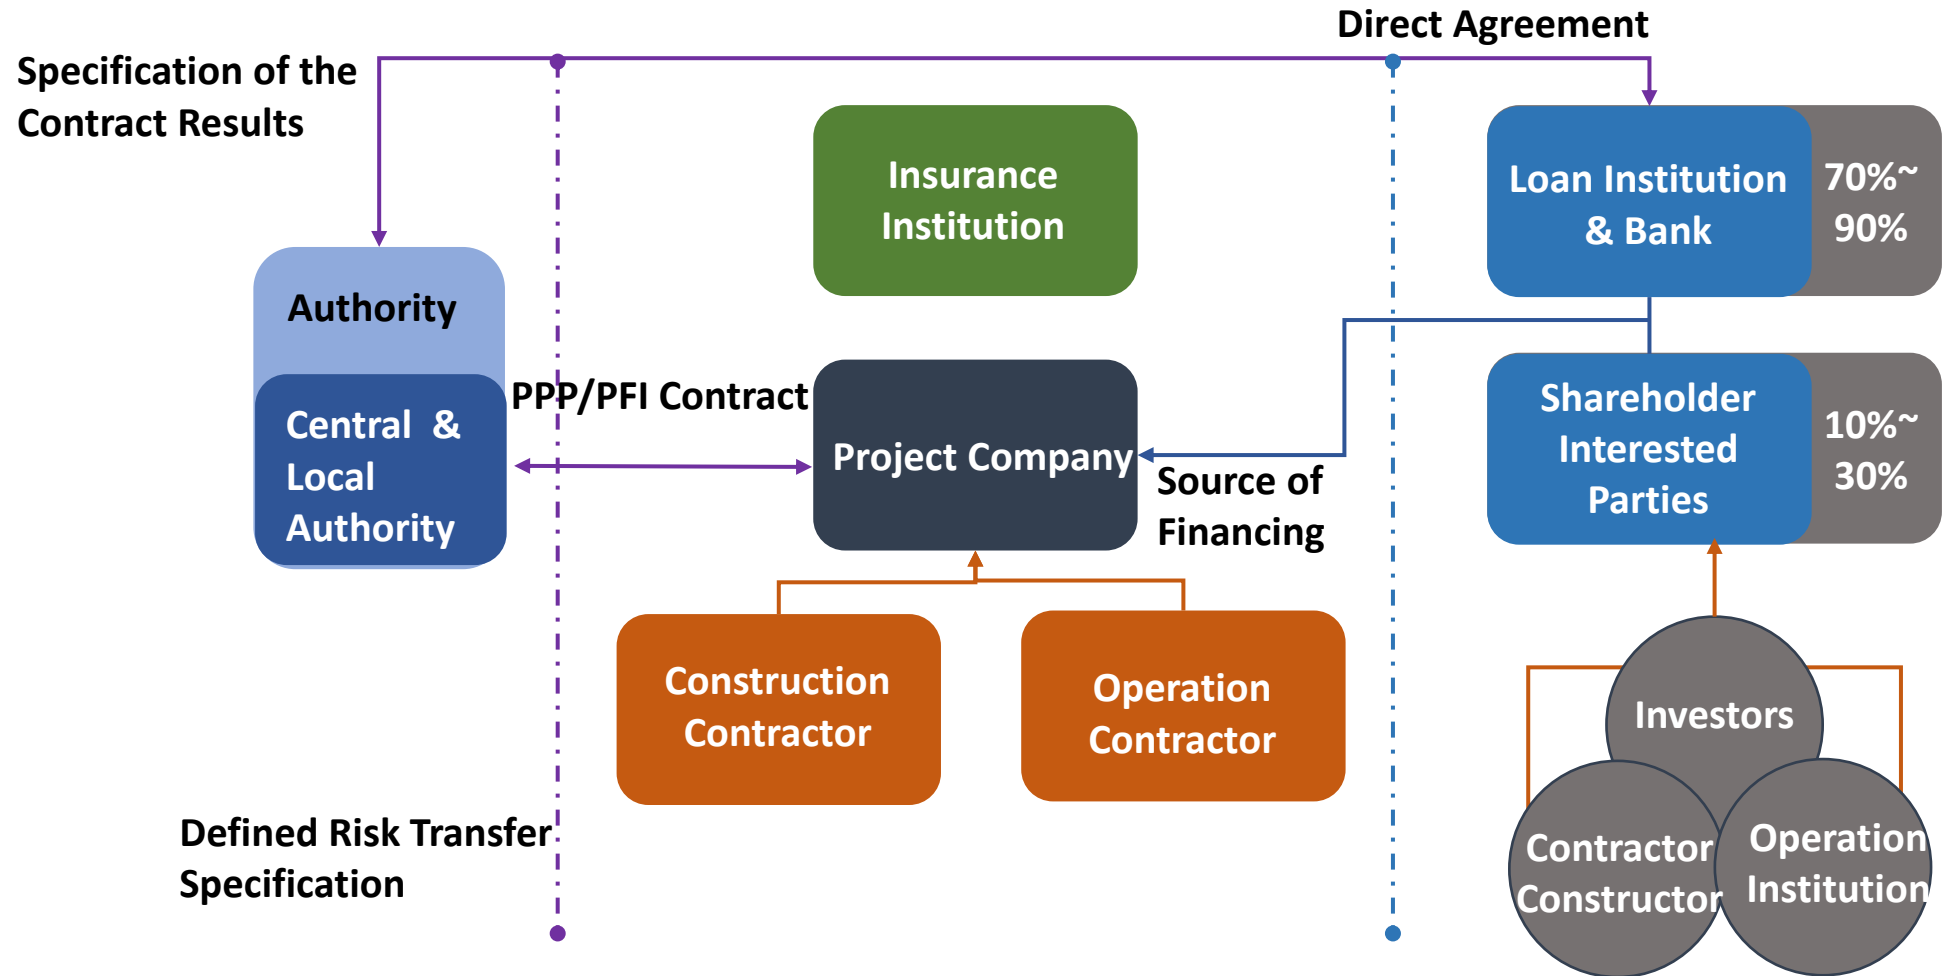 Direct Agreement
Specification of the
Contract Results
Insurance
Institution
Loan Institution
& Bank
70%~
90%
Authority
Central & 
Local
Authority
PPP/PFI Contract
Project Company
Source of
Financing
Shareholder
Interested
Parties
10%~
30%
Construction
Contractor
Operation
Contractor
Investors
Contractor
Constructor
Operation
Institution
Defined Risk Transfer
Specification